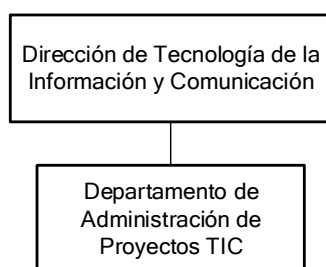 Dirección de Tecnología de la
Información y Comunicación
Departamento de
Administración de
Proyectos TIC